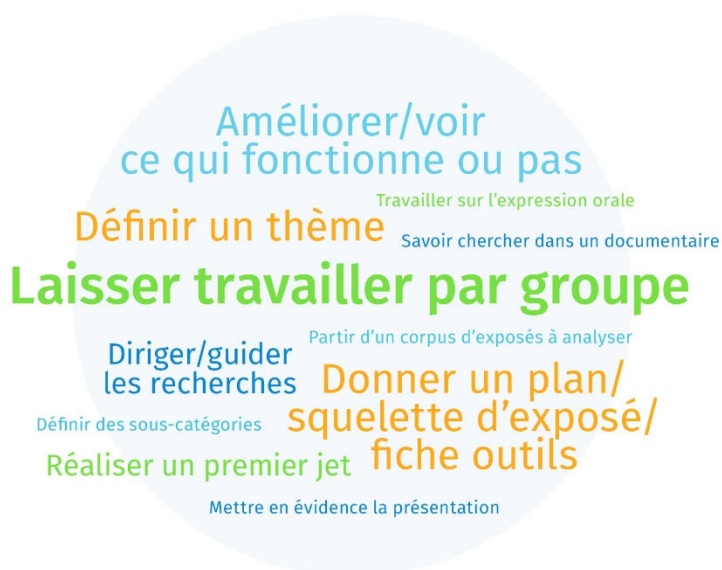 Améliorer/voir
ce qui fonctionne ou pas
Travailler sur l’expression orale
Définir un thème
Savoir chercher dans un documentaire
Laisser travailler par groupe
Partir d’un corpus d’exposés à analyser
Diriger/guider
les recherches
Donner un plan/
squelette d’exposé/
fiche outils
Définir des sous-catégories
Réaliser un premier jet
Mettre en évidence la présentation